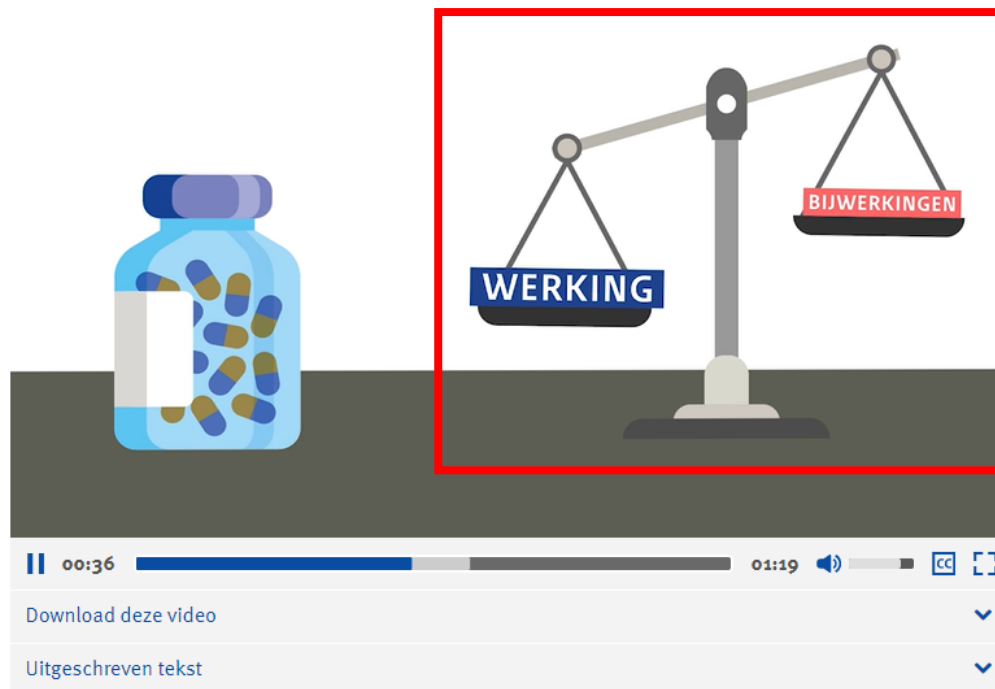 BIJWERKINGEN
WERKING
00:36
01:19
CC
Download deze video
Uitgeschreven tekst